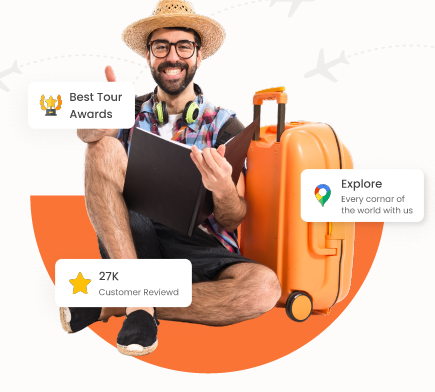 Best Tour
Awards
Explore
Every cornar of
the world with us
27K
Customer Reviewd